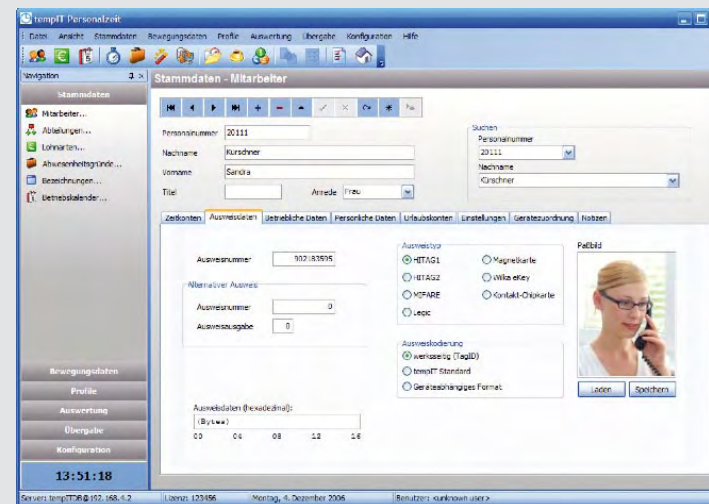 tempIT Personalzeit
Datei Ansicht Stammdaten Bewegungsdaten Profile Auswertung Übergabe Konfiguration Hilfe
Navigation
Stammdaten
Mitarbeiter...
Abteilungen...
Lohnarten...
Abwesenheitsgründe...
Bezeichnungen...
Betriebskalender...
Bewegungsdaten
Profile
Auswertung
Übergabe
Konfiguration
13:51:18
Stammdaten - Mitarbeiter
Personalnummer 20111
Nachname Kürschner
Vorname Sandra
Titel Anrede Frau
Suchen
Personalnummer
20111
Nachname
Kürschner
Zeitkonten Ausweisdaten Betriebliche Daten Persönliche Daten Urlaubskonten Einstellungen Gerätezuordnung Notizen
Ausweisnummer 902183595
Alternativer Ausweis
Ausweisnummer 0
Ausweisausgabe 0
Ausweisdaten (hexadezimal):
(Bytes)
00 04 08 12 16
Ausweistyp
HITAG1 Magnetkarte
HITAG2 Wilka eKey
MIFARE Kontakt-Chipkarte
Legic
Ausweiskodierung
werksseitig (TagID)
tempIT Standard
Geräteabhängiges Format
Paßbild
Laden Speichern
Server: tempITDB@192.168.4.2 Lizenz: 123456 Montag, 4. Dezember 2006 Benutzer: <unknown user>